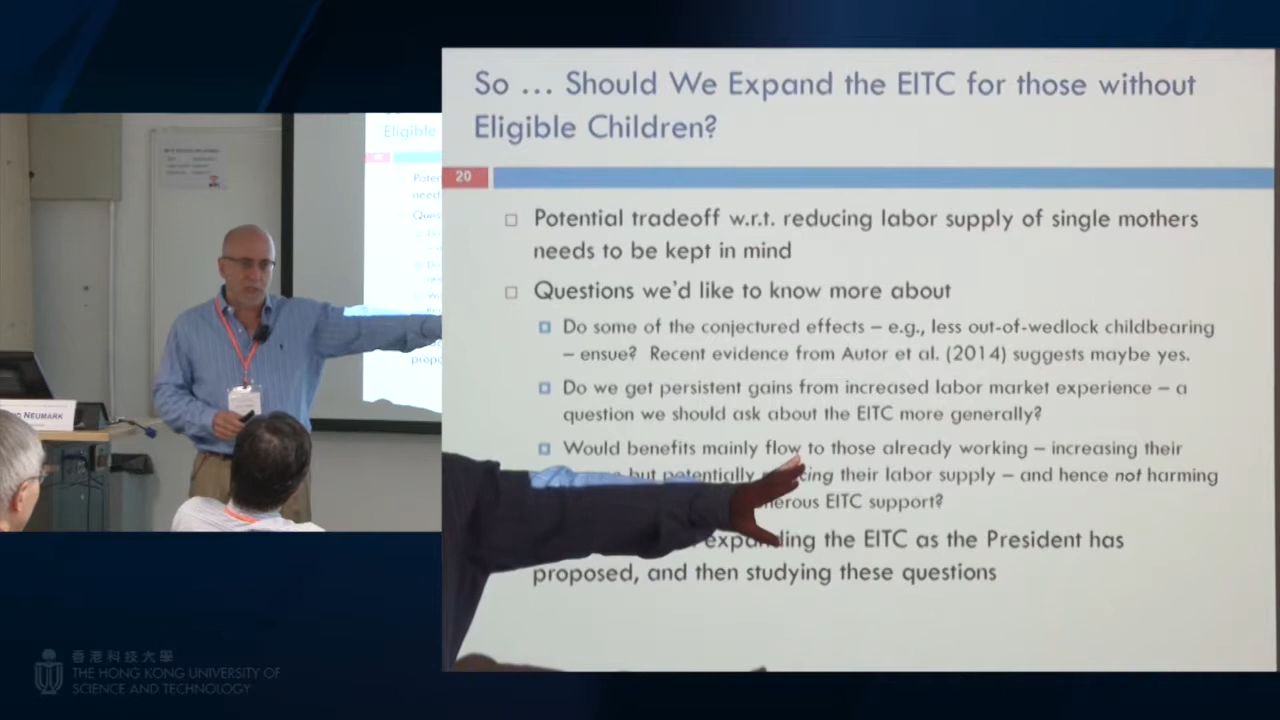 So ... Should We Expand the EITC for those without
Eligible Children?
20
Potential tradeoff w.r.t. reducing labor supply of single mothers
needs to be kept in mind
Questions we'd like to know more about
Do some of the conjectured effects – e.g., less out-of-wedlock childbearing
– ensue? Recent evidence from Autor et al. (2014) suggests maybe yes.
Do we get persistent gains from increased labor market experience – a
question we should ask about the EITC more generally?
Would benefits mainly flow to those already working – increasing their
but potentially their labor supply – and hence not harming
EITC support?
expanding the EITC as the President has
proposed, and then studying these questions
Eligible
NEUMARK
香港科技大學
THE HONG KONG UNIVERSITY OF
SCIENCE AND TECHNOLOGY